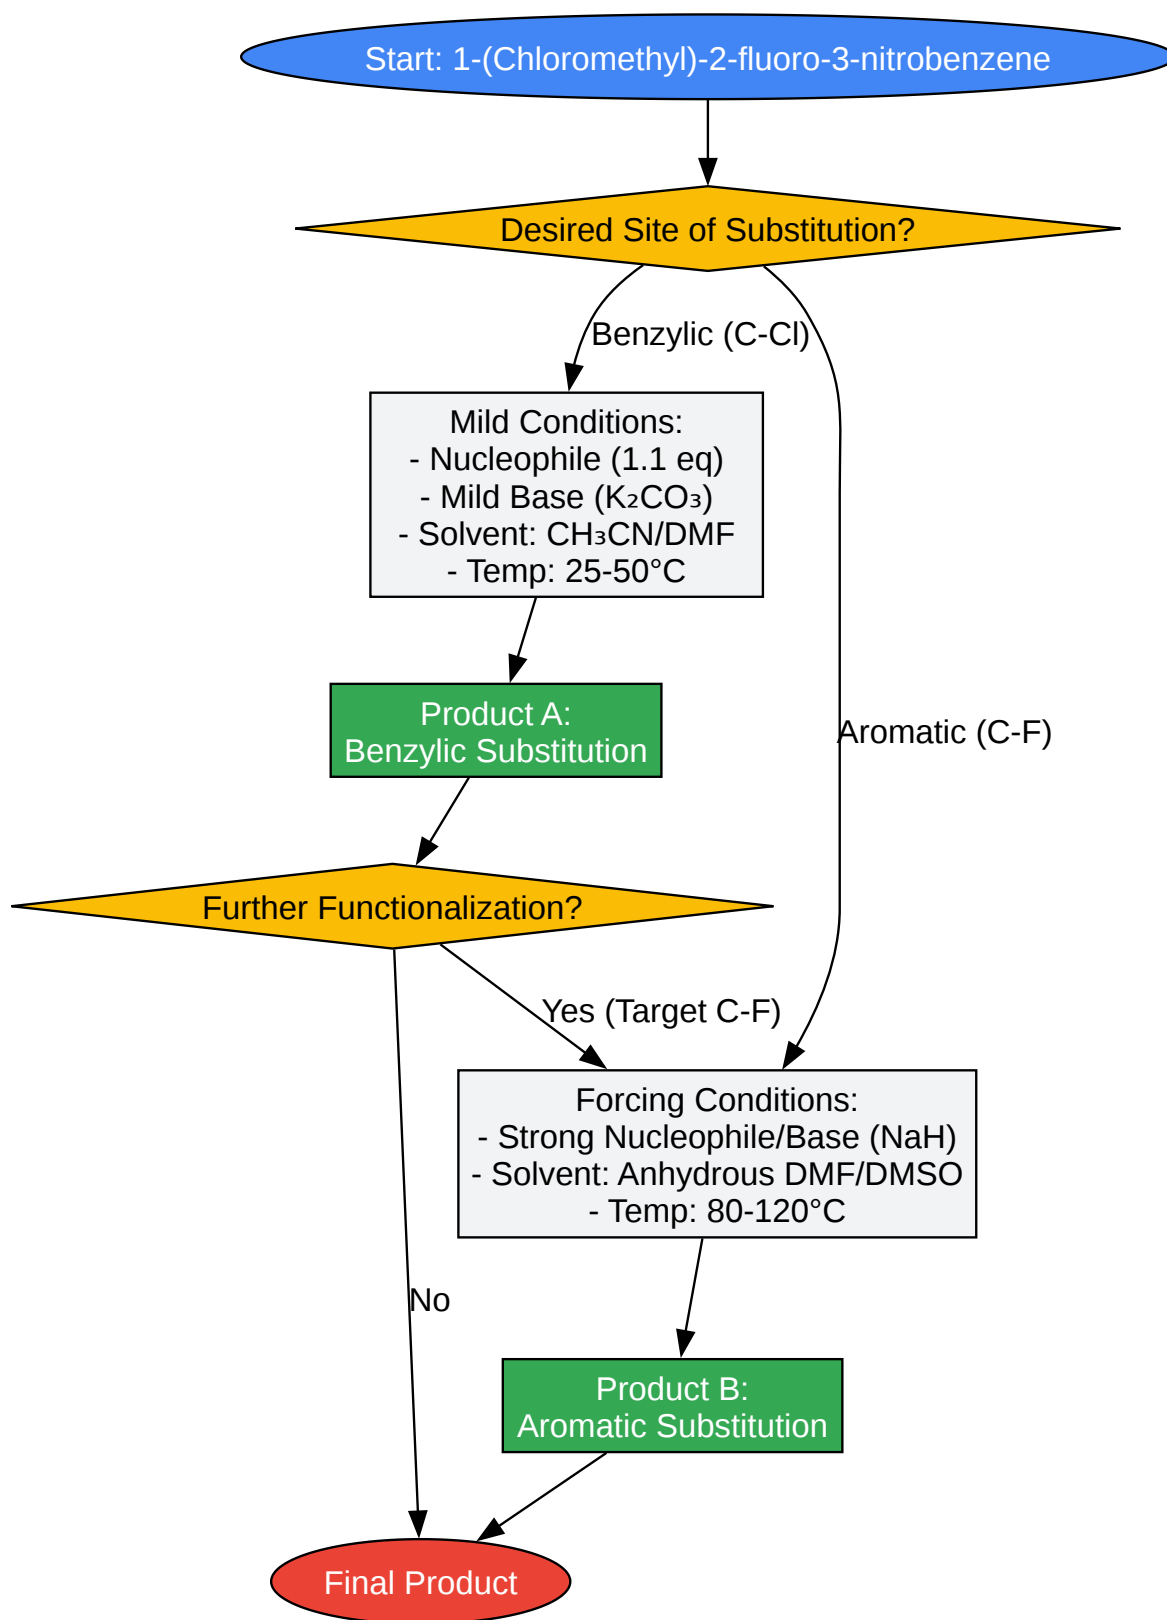 Start: 1-(Chloromethyl)-2-fluoro-3-nitrobenzene
Desired Site of Substitution?
Benzylic (C-Cl)
Mild Conditions:
- Nucleophile (1.1 eq)
- Mild Base (K₂CO₃)
- Solvent: CH₃CN/DMF
- Temp: 25-50°C
Product A:
Benzylic Substitution
Aromatic (C-F)
Further Functionalization?
Yes (Target C-F)
Forcing Conditions:
- Strong Nucleophile/Base (NaH)
- Solvent: Anhydrous DMF/DMSO
- Temp: 80-120°C
No
Product B:
Aromatic Substitution
Final Product